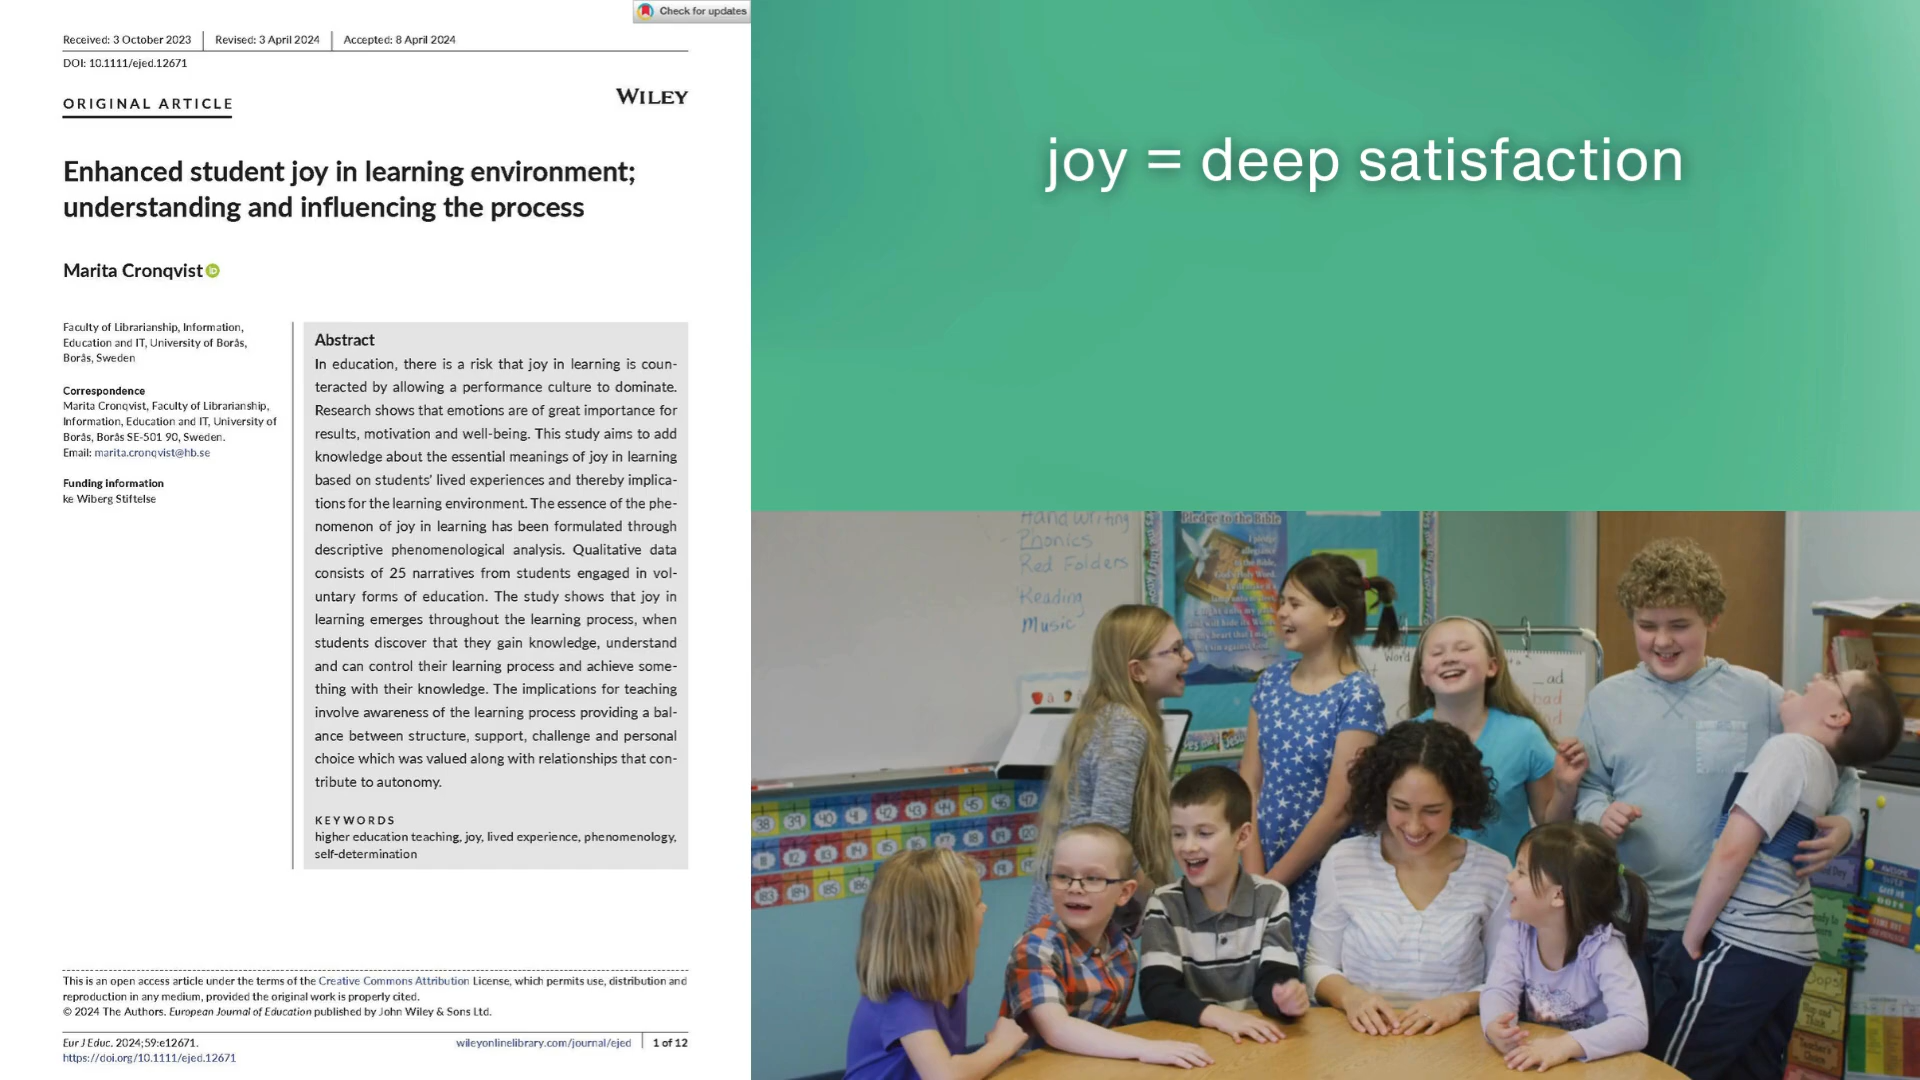 Check for updates
Received: 3 October 2023 | Revised: 3 April 2024 | Accepted: 8 April 2024
DOI: 10.1111/ejed.12671
ORIGINAL ARTICLE
WILEY
Enhanced student joy in learning environment;
understanding and influencing the process
Marita Cronqvist
Faculty of Librarianship, Information,
Education and IT, University of Borås,
Borås, Sweden
Correspondence
Marita Cronqvist, Faculty of Librarianship,
Information, Education and IT, University of
Borås, Borås SE-501 90, Sweden.
Email: marita.cronqvist@hb.se
Funding information
ke Wiberg Stiftelse
Abstract
In education, there is a risk that joy in learning is coun-
teracted by allowing a performance culture to dominate.
Research shows that emotions are of great importance for
results, motivation and well-being. This study aims to add
knowledge about the essential meanings of joy in learning
based on students' lived experiences and thereby implica-
tions for the learning environment. The essence of the phe-
nomenon of joy in learning has been formulated through
descriptive phenomenological analysis. Qualitative data
consists of 25 narratives from students engaged in vol-
untary forms of education. The study shows that joy in
learning emerges throughout the learning process, when
students discover that they gain knowledge, understand
and can control their learning process and achieve some-
thing with their knowledge. The implications for teaching
involve awareness of the learning process providing a bal-
ance between structure, support, challenge and personal
choice which was valued along with relationships that con-
tribute to autonomy.
KEYWORDS
higher education teaching, joy, lived experience, phenomenology,
self-determination
This is an open access article under the terms of the Creative Commons Attribution License, which permits use, distribution and
reproduction in any medium, provided the original work is properly cited.
© 2024 The Authors. European Journal of Education published by John Wiley & Sons Ltd.
Eur J Educ. 2024;59:e12671.
https://doi.org/10.1111/ejed.12671
wileyonlinelibrary.com/journal/ejed | 1 of 12
joy = deep satisfaction
Handwriting
Phonics
Red Folders
Reading
Music
Pledge to the Bible
Word
_ad
had